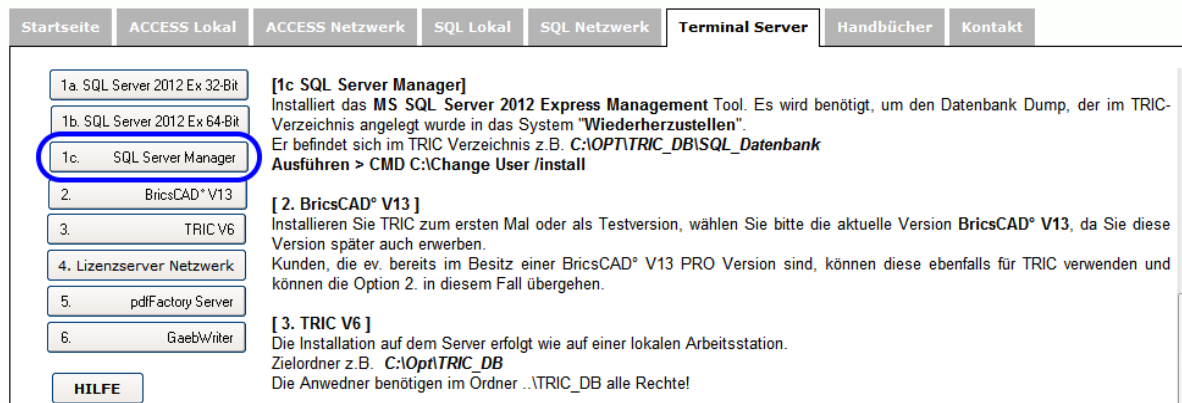 Startseite ACCESS Lokal ACCESS Netzwerk SQL Lokal SQL Netzwerk Terminal Server Handbücher Kontakt
1a. SQL Server 2012 Ex 32-Bit
1b. SQL Server 2012 Ex 64-Bit
1c. SQL Server Manager
2. BricsCAD° V13
3. TRIC V6
4. Lizenzserver Netzwerk
5. pdfFactory Server
6. GaebWriter
HILFE
[1c SQL Server Manager]
Installiert das MS SQL Server 2012 Express Management Tool. Es wird benötigt, um den Datenbank Dump, der im TRIC-
Verzeichnis angelegt wurde in das System "Wiederherzustellen".
Er befindet sich im TRIC Verzeichnis z.B. C:\OPT\TRIC_DB\SQL_Datenbank
Ausführen > CMD C:\Change User /install
[ 2. BricsCAD° V13 ]
Installieren Sie TRIC zum ersten Mal oder als Testversion, wählen Sie bitte die aktuelle Version BricsCAD° V13, da Sie diese
Version später auch erwerben.
Kunden, die ev. bereits im Besitz einer BricsCAD° V13 PRO Version sind, können diese ebenfalls für TRIC verwenden und
können die Option 2. in diesem Fall übergehen.
[ 3. TRIC V6 ]
Die Installation auf dem Server erfolgt wie auf einer lokalen Arbeitsstation.
Zielordner z.B. C:\Opt\TRIC_DB
Die Anwedner benötigen im Ordner ..\TRIC_DB alle Rechte!